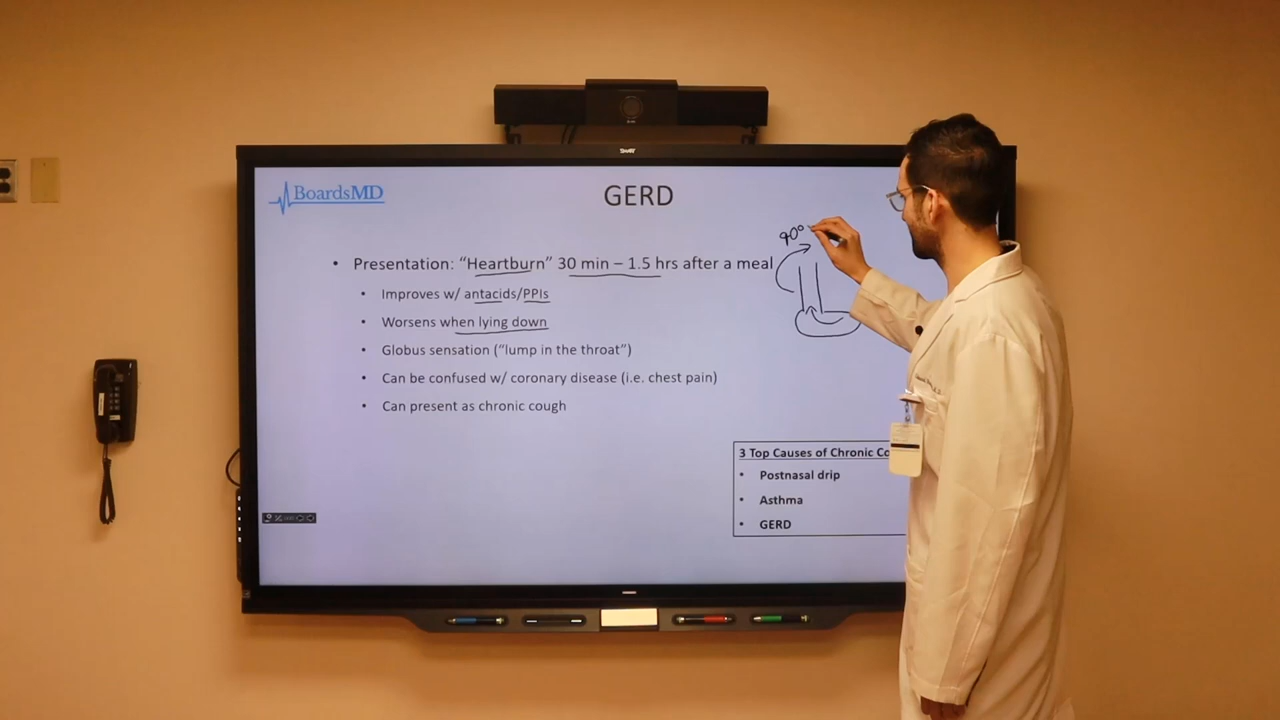 SMART
BoardsMD
GERD
90°
• Presentation: “Heartburn” 30 min – 1.5 hrs after a meal
• Improves w/ antacids/PPIs
• Worsens when lying down
• Globus sensation (“lump in the throat”)
• Can be confused w/ coronary disease (i.e. chest pain)
• Can present as chronic cough
3 Top Causes of Chronic Co
• Postnasal drip
• Asthma
• GERD